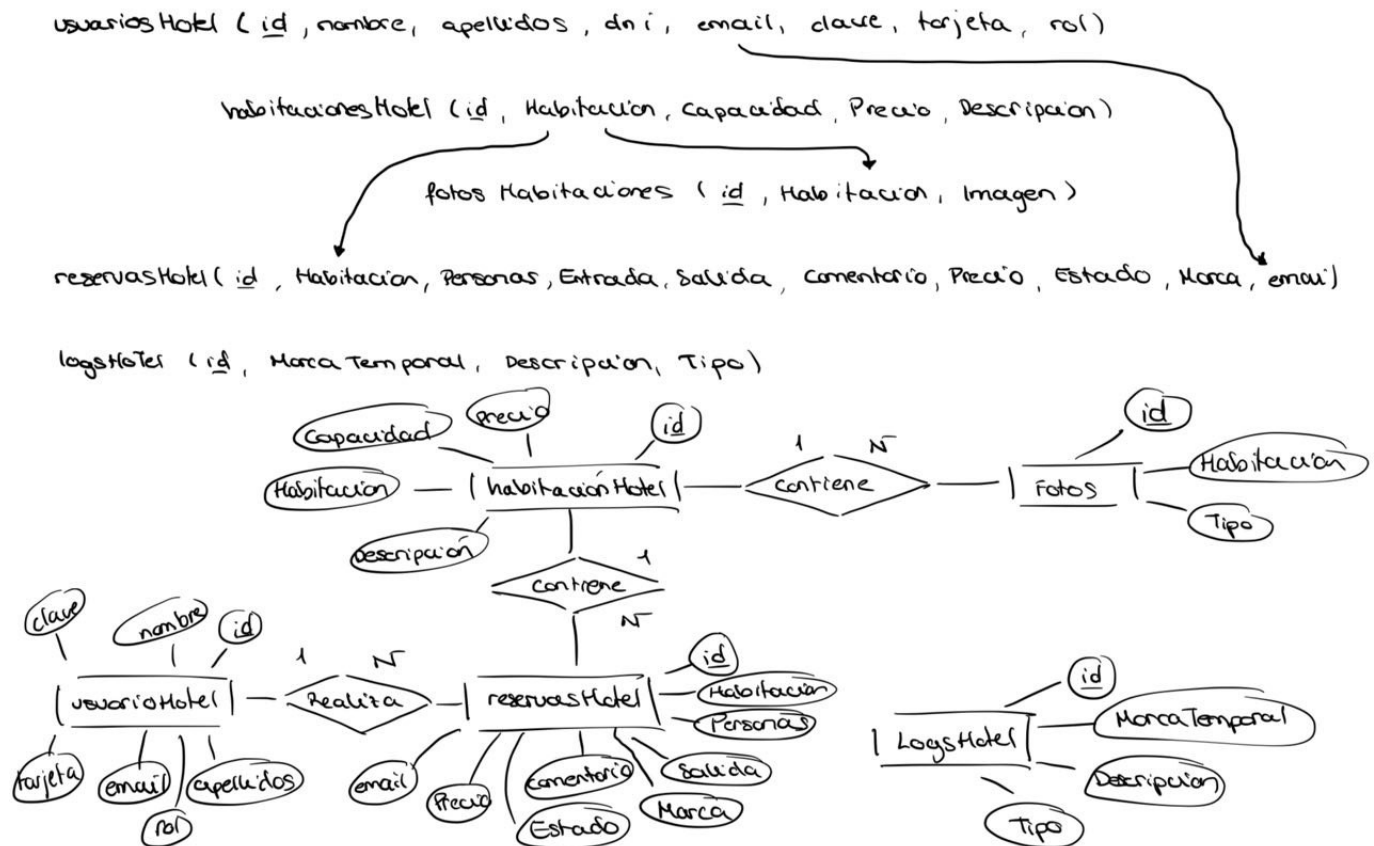 usuariosHotel ( id , nombre, apellidos , dni, email, clave, tarjeta, rol)
habitacionesHotel (id, Habitacion, Capacidad, Precio, Descripcion)
fotos Habitaciones ( id , Habitacion, Imagen )
reservasHotel( id , Habitacion, Personas, Entrada, Salida, Comentario, Precio, Estado, Marca, email)
logsHotel (id, Marca Temporal, Descripcion, Tipo)
Capacidad
precio
id
Habitacion
habitaciónHotel
1
N
contiene
Descripción
id
Fotos
Habitacion
Tipo
contiene
1
N
clave
nombre
id
usuarioHotel
1
N
Realiza
tarjeta
email
rol
apellidos
reservasHotel
id
Habitacion
Personas
email
Precio
Estado
comentario
Salida
Marca
LogsHotel
id
MarcaTemporal
Descripcion
Tipo